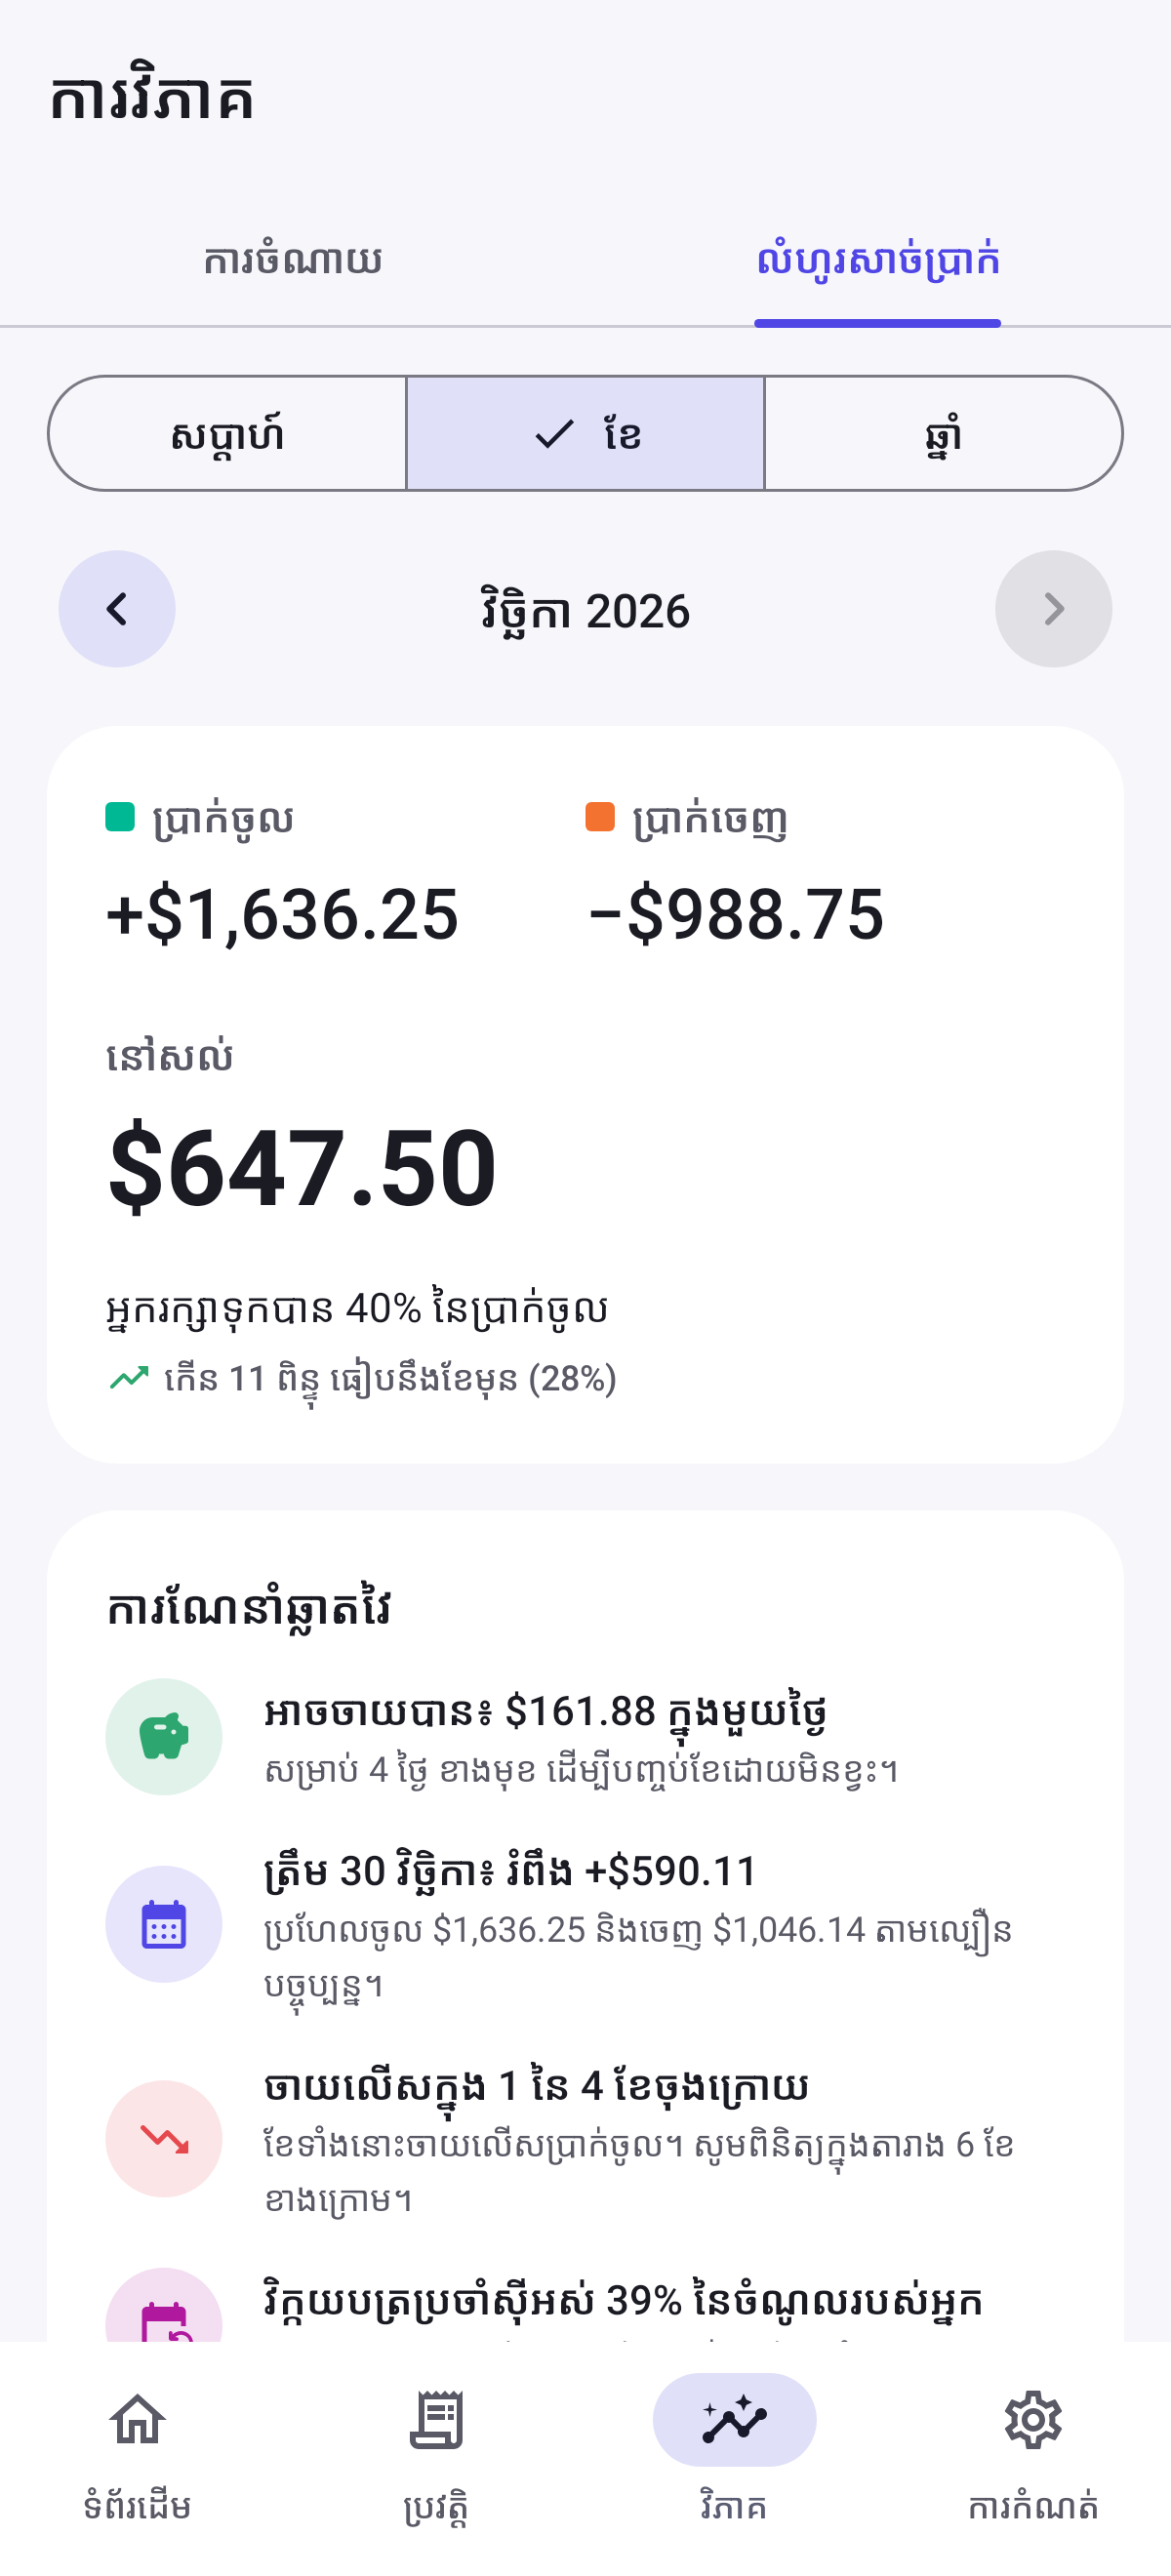 ការវិភាគ
ការចំណាយ
លំហូរសាច់ប្រាក់
សប្តាហ៍
ខែ
ឆ្នាំ
វិច្ឆិកា 2026
ប្រាក់ចូល
ប្រាក់ចេញ
+$1,636.25
−$988.75
នៅសល់
$647.50
អ្នករក្សាទុកបាន 40% នៃប្រាក់ចូល
កើន 11 ពិន្ទុ ធៀបនឹងខែមុន (28%)
ការណែនាំឆ្លាតវៃ
អាចចាយបាន៖ $161.88 ក្នុងមួយថ្ងៃ
សម្រាប់ 4 ថ្ងៃ ខាងមុខ ដើម្បីបញ្ចប់ខែដោយមិនខ្វះ។
ត្រឹម 30 វិច្ឆិកា៖ រំពឹង +$590.11
ប្រហែលចូល $1,636.25 និងចេញ $1,046.14 តាមល្បឿន
បច្ចុប្បន្ន។
ចាយលើសក្នុង 1 នៃ 4 ខែចុងក្រោយ
ខែទាំងនោះចាយលើសប្រាក់ចូល។ សូមពិនិត្យក្នុងតារាង 6 ខែ
ខាងក្រោម។
វិក្កយបត្រប្រចាំស៊ីអស់ 39% នៃចំណូលរបស់អ្នក
ទំព័រដើម
ប្រវត្តិ
វិភាគ
ការកំណត់